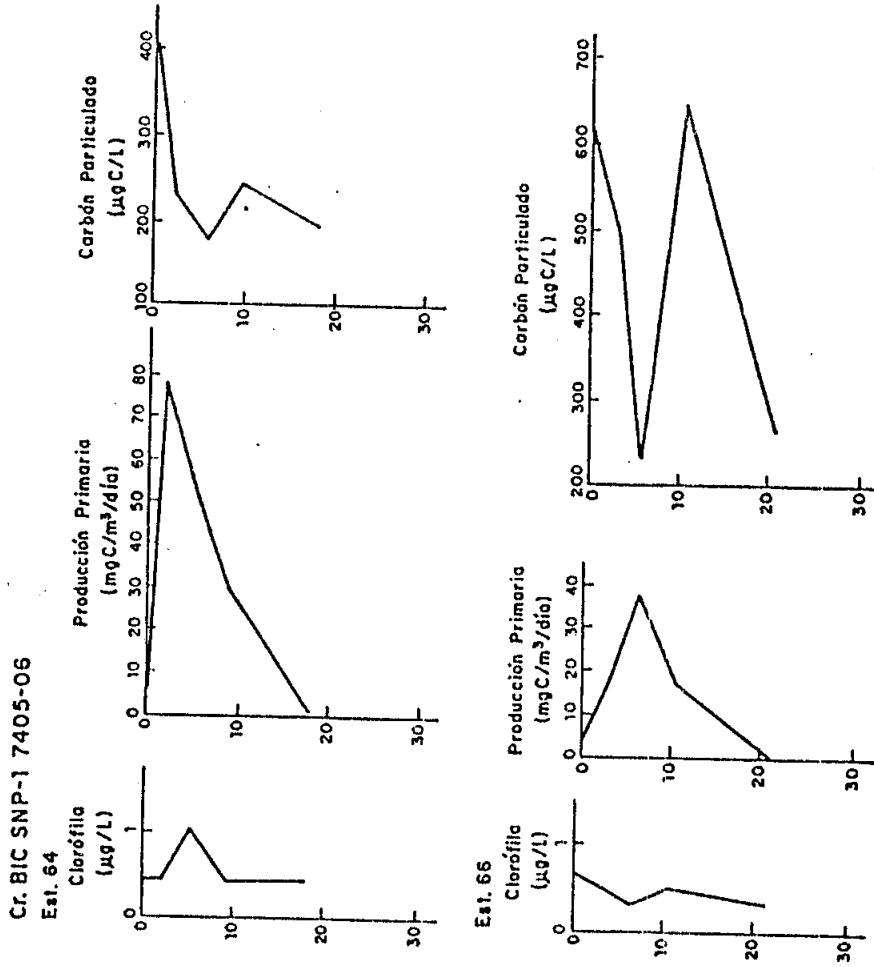 Cr. BIC SNP-1 7405-06
Est. 64
Clorófila
(µg/L)
0 1
10
20
30
Producción Primaria
(mgC/m³/día)
0 10 20 30 40 50 60 70 80
10
20
30
Carbón Particulado
(µgC/L)
100 200 300 400
0
10
20
30
Est. 66
Clorófila
(µg/L)
0 1
10
20
30
Producción Primaria
(mgC/m³/día)
0 10 20 30 40
0
10
20
30
Carbón Particulado
(µgC/L)
200 300 400 500 600 700
0
10
20
30